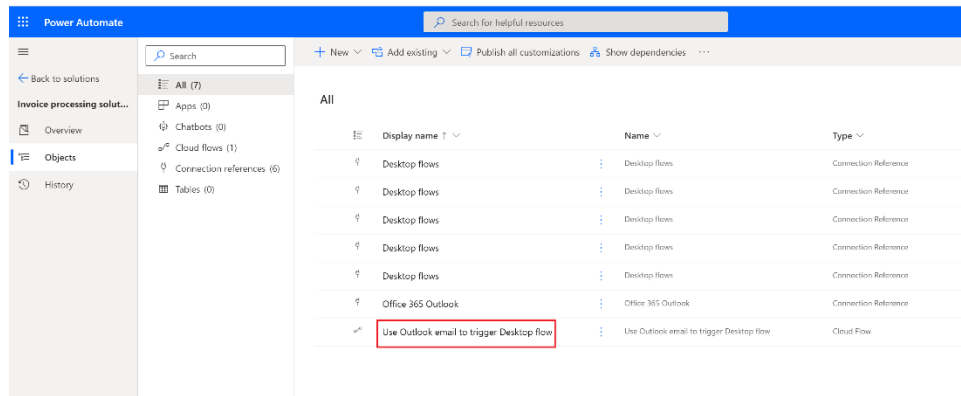 Power Automate
Search for helpful resources
Back to solutions
Invoice processing solut...
Overview
Objects
History
Search
All (7)
Apps (0)
Chatbots (0)
Cloud flows (1)
Connection references (6)
Tables (0)
New Add existing Publish all customizations Show dependencies ...
All
Display name ↑ Name Type
Desktop flows Desktop flows Connection Reference
Desktop flows Desktop flows Connection Reference
Desktop flows Desktop flows Connection Reference
Desktop flows Desktop flows Connection Reference
Desktop flows Desktop flows Connection Reference
Office 365 Outlook Office 365 Outlook Connection Reference
Use Outlook email to trigger Desktop flow Use Outlook email to trigger Desktop flow Cloud Flow